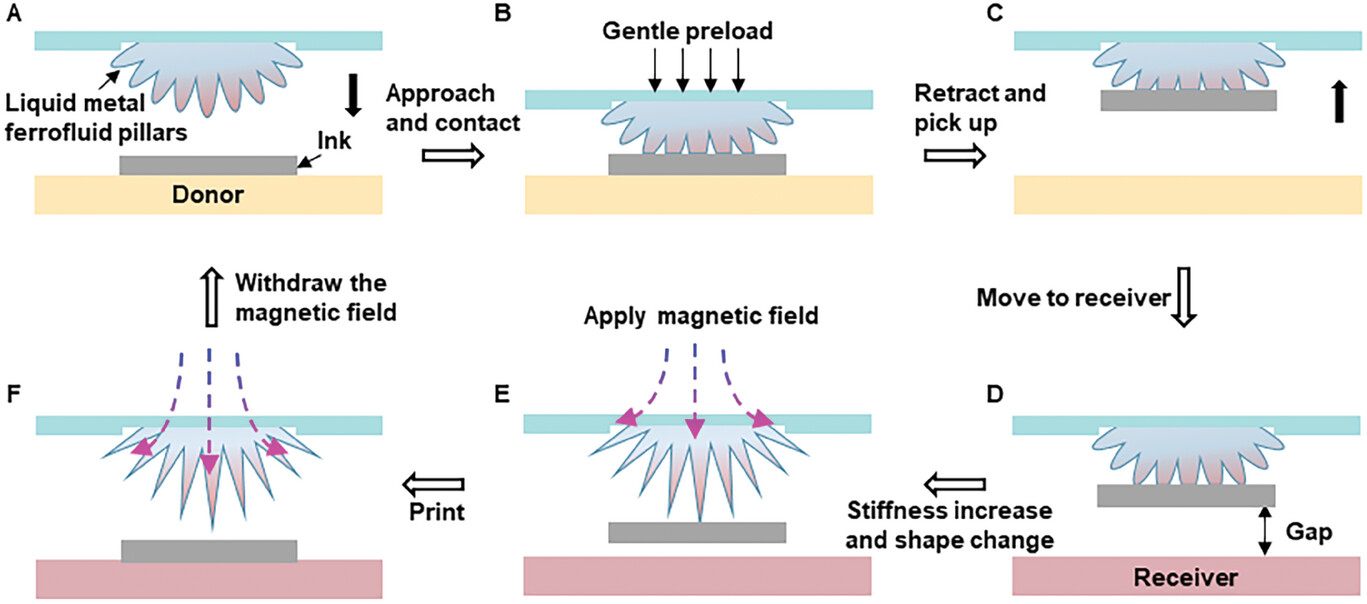 A
B
C
Liquid metal
ferrofluid pillars
Ink
Donor
Approach
and contact
Gentle preload
Retract and
pick up
Move to receiver
D
E
F
Gap
Receiver
Stiffness increase
and shape change
Apply magnetic field
Print
Withdraw the
magnetic field